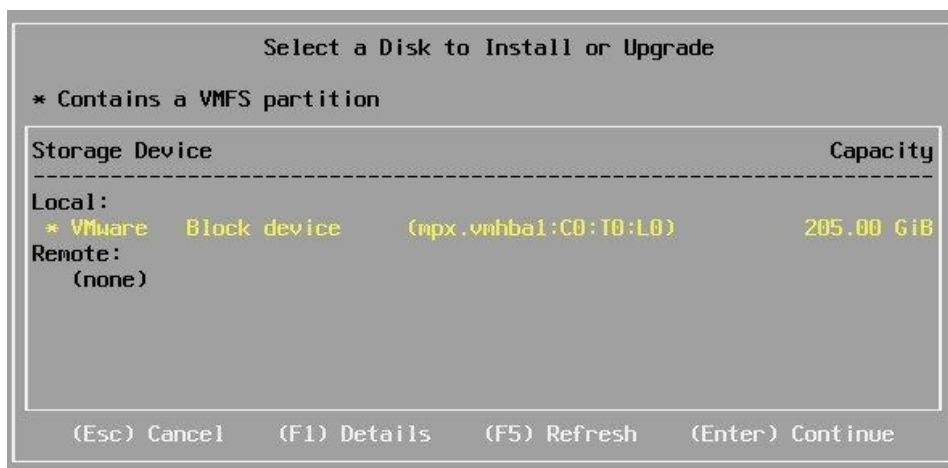 Select a Disk to Install or Upgrade
* Contains a VMFS partition
Storage Device Capacity
Local:
* VMware Block device (mpx.vmhba1:C0:T0:L0) 205.00 GiB
Remote:
(none)
(Esc) Cancel (F1) Details (F5) Refresh (Enter) Continue